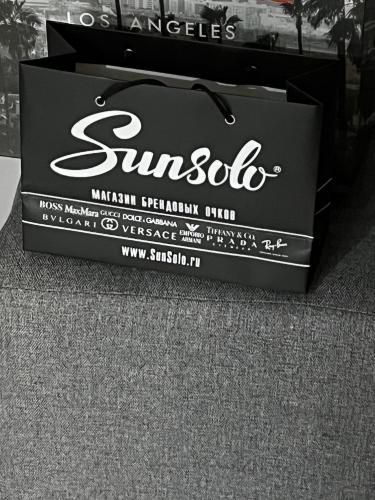 LOS ANGELES
Sunsolo®
МАГАЗИН БРЕНДОВЫХ ОЧКОВ
BOSS MaxMara GUCCI DOLCE & GABBANA EMPORIO ARMANI TIFFANY & CO. Ray-Ban
BVLGARI VERSACE PRADA
www.SunSolo.ru